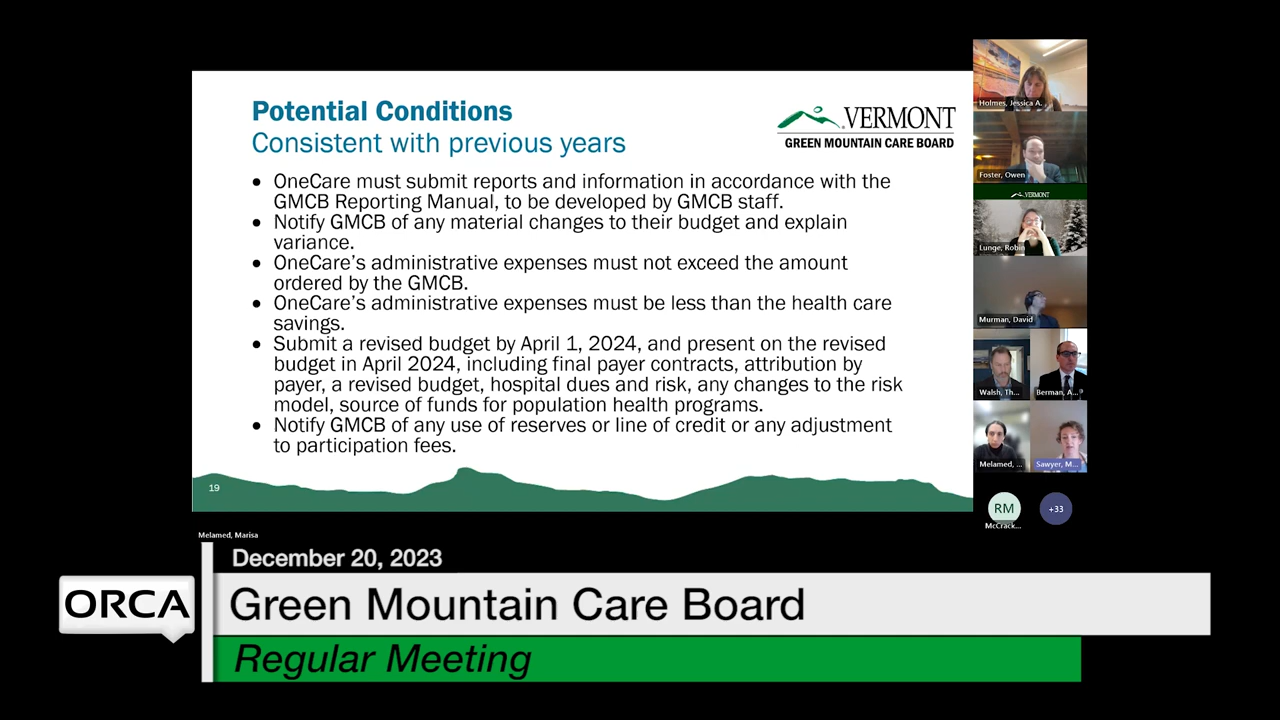 Potential Conditions
Consistent with previous years
VERMONT
GREEN MOUNTAIN CARE BOARD
• OneCare must submit reports and information in accordance with the
GMCB Reporting Manual, to be developed by GMCB staff.
• Notify GMCB of any material changes to their budget and explain
variance.
• OneCare’s administrative expenses must not exceed the amount
ordered by the GMCB.
• OneCare’s administrative expenses must be less than the health care
savings.
• Submit a revised budget by April 1, 2024, and present on the revised
budget in April 2024, including final payer contracts, attribution by
payer, a revised budget, hospital dues and risk, any changes to the risk
model, source of funds for population health programs.
• Notify GMCB of any use of reserves or line of credit or any adjustment
to participation fees.
19
Holmes, Jessica A.
Foster, Owen
VERMONT
Lunge, Robin
Murman, David
Walsh, Th...
Berman, A...
Melamed, ...
Sawyer, M...
RM
+33
McCrack...
Melamed, Marisa
December 20, 2023
ORCA
Green Mountain Care Board
Regular Meeting